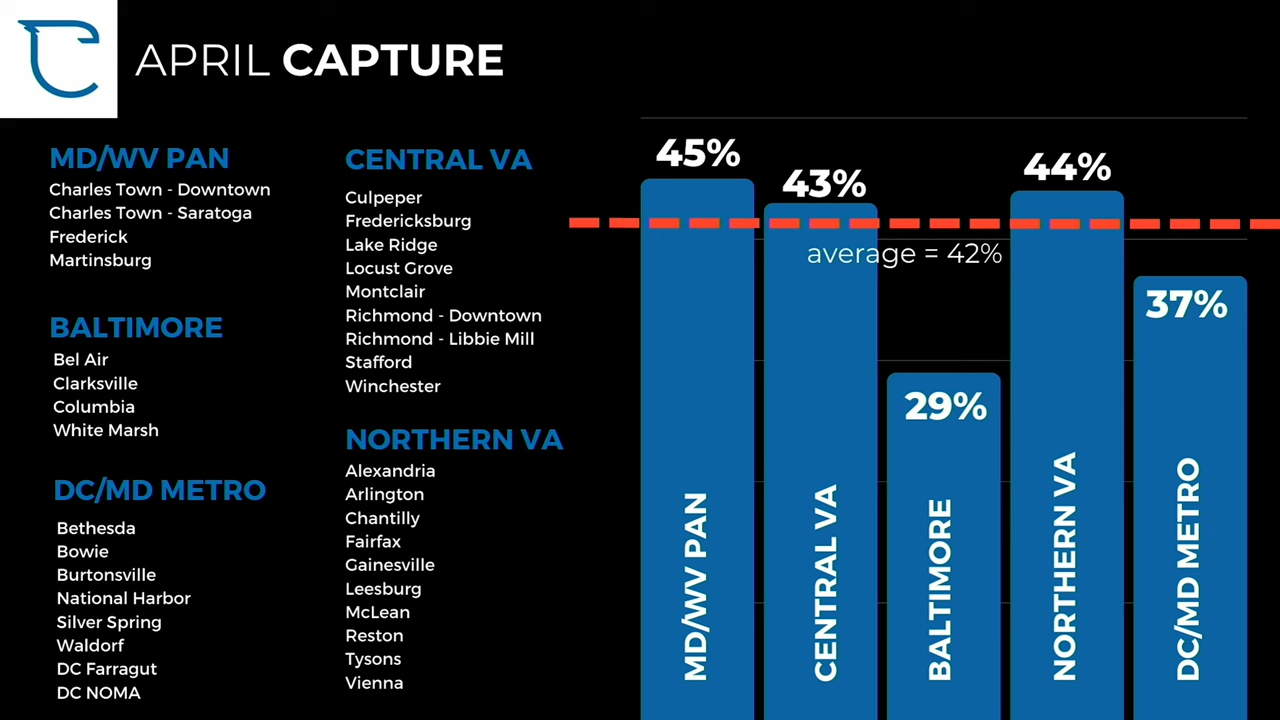 APRIL CAPTURE
MD/WV PAN
Charles Town - Downtown
Charles Town - Saratoga
Frederick
Martinsburg
BALTIMORE
Bel Air
Clarksville
Columbia
White Marsh
DC/MD METRO
Bethesda
Bowie
Burtonsville
National Harbor
Silver Spring
Waldorf
DC Farragut
DC NOMA
CENTRAL VA
Culpeper
Fredericksburg
Lake Ridge
Locust Grove
Montclair
Richmond - Downtown
Richmond - Libbie Mill
Stafford
Winchester
NORTHERN VA
Alexandria
Arlington
Chantilly
Fairfax
Gainesville
Leesburg
McLean
Reston
Tysons
Vienna
45%
43%
29%
44%
37%
average = 42%
MD/WV PAN
CENTRAL VA
BALTIMORE
NORTHERN VA
DC/MD METRO